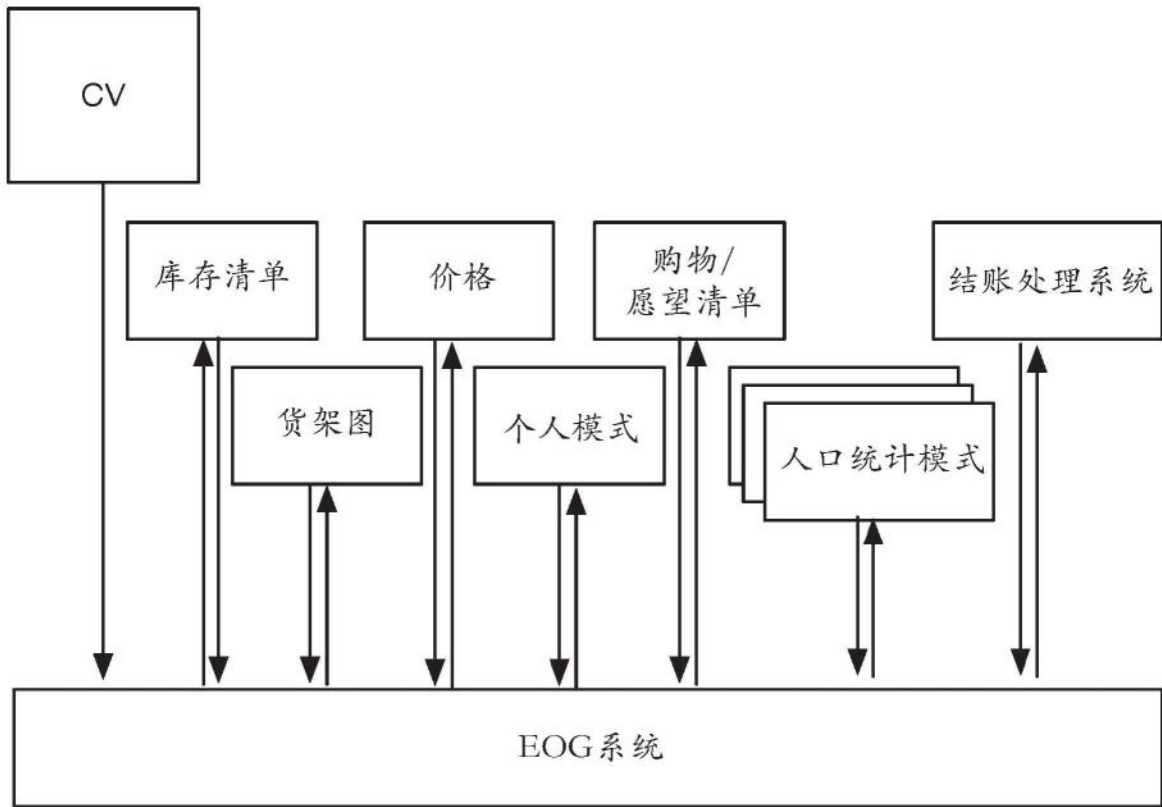 CV
库存清单
价格
购物/
愿望清单
结账处理系统
货架图
个人模式
人口统计模式
EOG系统